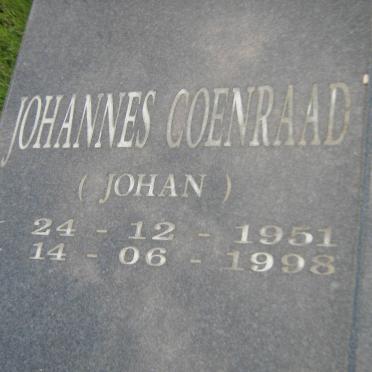 JOHANNES COENRAAD
( JOHAN )
24 - 12 - 1951
14 - 06 - 1998